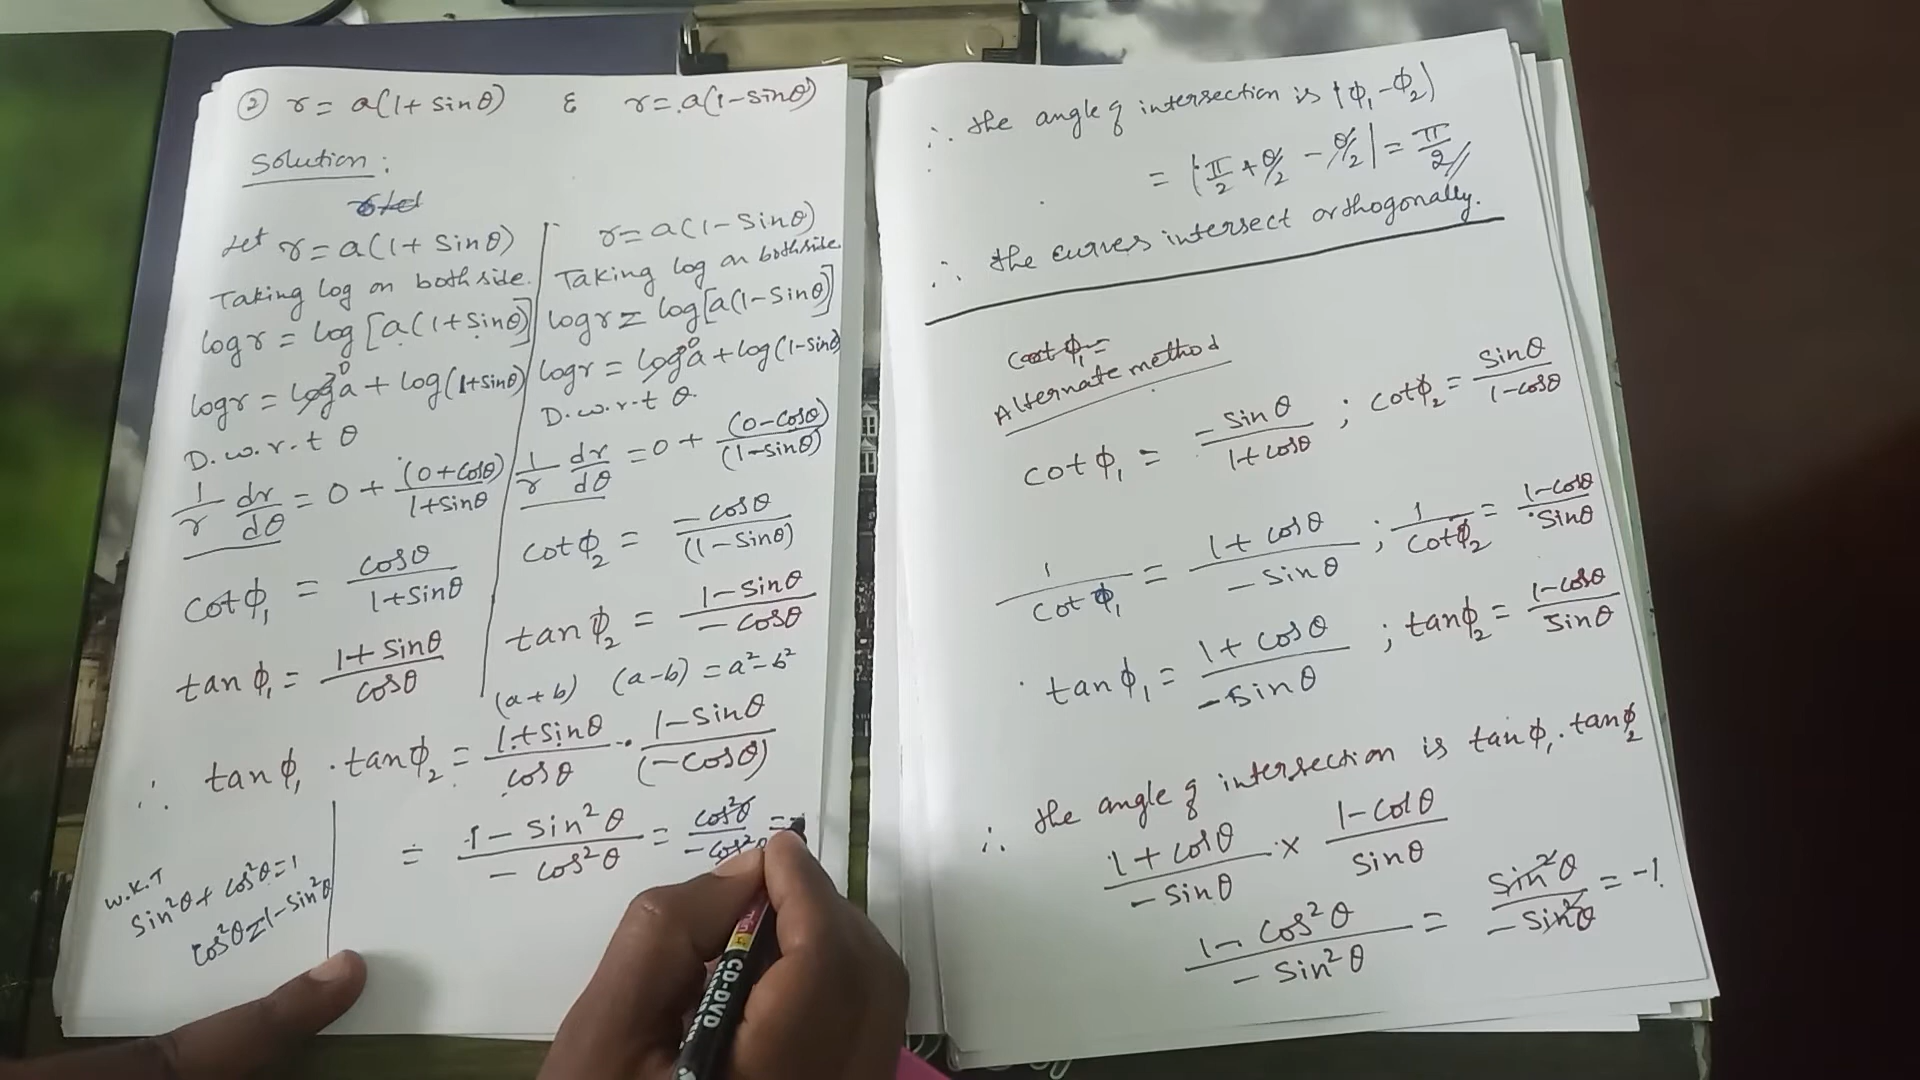 ② r = a(1+sinθ) & r = a(1-sinθ)
Solution:
Let r = a(1+sinθ)
Taking log on both side.
log r = log[a(1+sinθ)]
log r = log a⁰ + log(1+sinθ)
D.w.r.t θ
1/r dr/dθ = 0 + (0+cosθ)/1+sinθ
cot ϕ₁ = cosθ/1+sinθ
tan ϕ₁ = 1+sinθ/cosθ
r = a(1-sinθ)
Taking log on both side.
log r = log[a(1-sinθ)]
log r = log a⁰ + log(1-sinθ)
D.w.r.t θ.
1/r dr/dθ = 0 + (0-cosθ)/(1-sinθ)
cot ϕ₂ = -cosθ/(1-sinθ)
tan ϕ₂ = 1-sinθ/-cosθ
(a+b) (a-b) = a²-b²
∴ tan ϕ₁ . tan ϕ₂ = 1+sinθ/cosθ . 1-sinθ/(-cosθ)
= 1-sin²θ/-cos²θ = cos²θ/-cos²θ = -
W.K.T
sin²θ + cos²θ = 1
cos²θ = 1-sin²θ
∴ the angle of intersection is |ϕ₁-ϕ₂|
= |π/2 + θ/2 - θ/2| = π/2//
∴ the curves intersect orthogonally.
cot ϕ₁ =
Alternate method
cot ϕ₁ = -sinθ/1+cosθ ; cot ϕ₂ = sinθ/1-cosθ
1/cot ϕ₁ = 1+cosθ/-sinθ ; 1/cot ϕ₂ = 1-cosθ/sinθ
tan ϕ₁ = 1+cosθ/-sinθ ; tan ϕ₂ = 1-cosθ/sinθ
∴ the angle of intersection is tan ϕ₁ . tan ϕ₂
1+cosθ/-sinθ × 1-cosθ/sinθ
1-cos²θ/-sin²θ = sin²θ/-sin²θ = -1.
CD-DVD